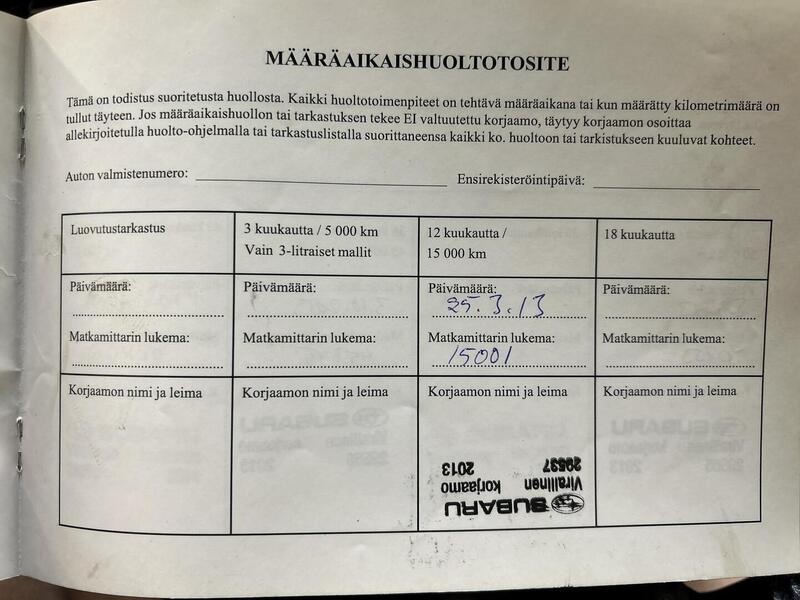 MÄÄRÄAIKAISHUOLTOTOSITE
Tämä on todistus suoritetusta huollosta. Kaikki huoltotoimenpiteet on tehtävä määräaikana tai kun määrätty kilometrimäärä on
tullut täyteen. Jos määräaikaishuollon tai tarkastuksen tekee EI valtuutettu korjaamo, täytyy korjaamon osoittaa
allekirjoitetulla huolto-ohjelmalla tai tarkastuslistalla suorittaneensa kaikki ko. huoltoon tai tarkistukseen kuuluvat kohteet.
Auton valmistenumero:
Ensirekisteröintipäivä:
Luovutustarkastus
3 kuukautta / 5 000 km
Vain 3-litraiset mallit
12 kuukautta /
15 000 km
18 kuukautta
Päivämäärä:
Päivämäärä:
Päivämäärä:
25.3.13
Päivämäärä:
Matkamittarin lukema:
Matkamittarin lukema:
Matkamittarin lukema:
15001
Matkamittarin lukema:
Korjaamon nimi ja leima
Korjaamon nimi ja leima
Korjaamon nimi ja leima
Korjaamon nimi ja leima
SUBARU
Virallinen korjaamo
2013